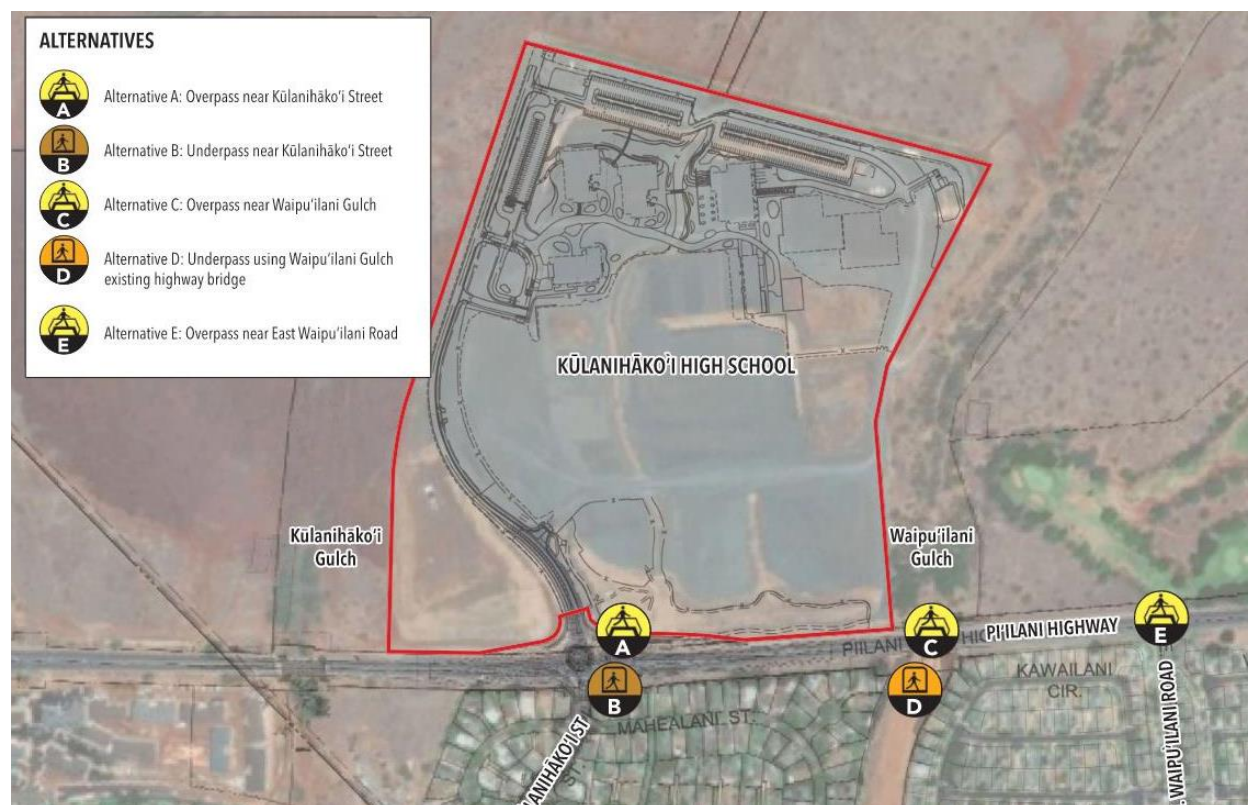 ALTERNATIVES
A
Alternative A: Overpass near Kūlanihāko‘i Street
B
Alternative B: Underpass near Kūlanihāko‘i Street
C
Alternative C: Overpass near Waipu‘ilani Gulch
D
Alternative D: Underpass using Waipu‘ilani Gulch
existing highway bridge
E
Alternative E: Overpass near East Waipu‘ilani Road
KŪLANIHĀKO‘I HIGH SCHOOL
Kūlanihāko‘i
Gulch
Waipu‘ilani
Gulch
A
C
E
PI‘ILANI HIGHWAY
PIILANI
B
D
KAWAILANI
CIR.
MAHEALANI ST.
ANIHĀKO‘I ST
ST
WAIPU‘ILANI ROAD